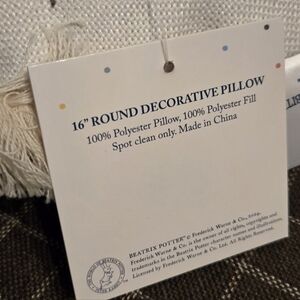 16" ROUND DECORATIVE PILLOW
100% Polyester Pillow, 100% Polyester Fill
Spot clean only. Made in China
BEATRIX POTTER™ © Frederick Warne & Co.,
Frederick Warne & Co. is the owner of all rights, copyrights and
trademarks in the Beatrix Potter character names and illustrations.
Licensed by Frederick Warne & Co. Ltd. All Rights Reserved.